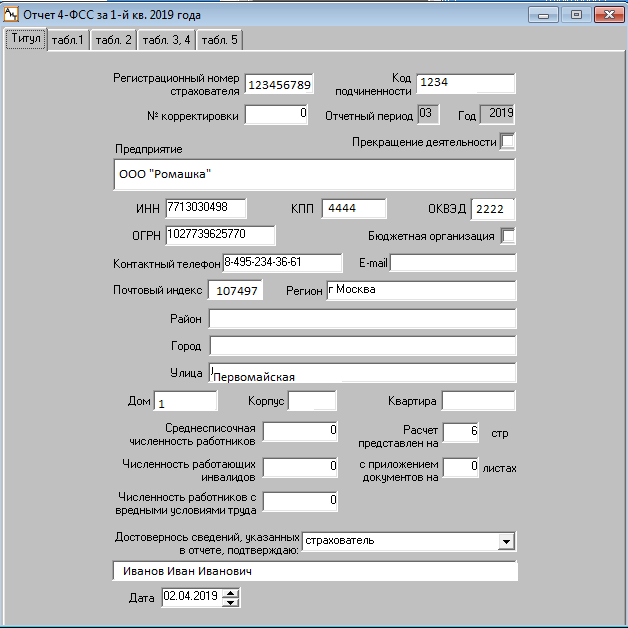 Отчет 4-ФСС за 1-й кв. 2019 года
Титул табл.1 табл. 2 табл. 3, 4 табл. 5
Регистрационный номер страхователя 123456789 Код подчиненности 1234
№ корректировки 0 Отчетный период 03 Год 2019
Прекращение деятельности
Предприятие
ООО "Ромашка"
ИНН 7713030498 КПП 4444 ОКВЭД 2222
ОГРН 1027739625770 Бюджетная организация
Контактный телефон 8-495-234-36-61 E-mail
Почтовый индекс 107497 Регион г Москва
Район
Город
Улица Первомайская
Дом 1 Корпус Квартира
Среднесписочная численность работников 0 Расчет представлен на 6 стр
Численность работающих инвалидов 0 с приложением документов на 0 листах
Численность работников с вредными условиями труда 0
Достовернось сведений, указанных в отчете, подтверждаю: страхователь
Иванов Иван Иванович
Дата 02.04.2019